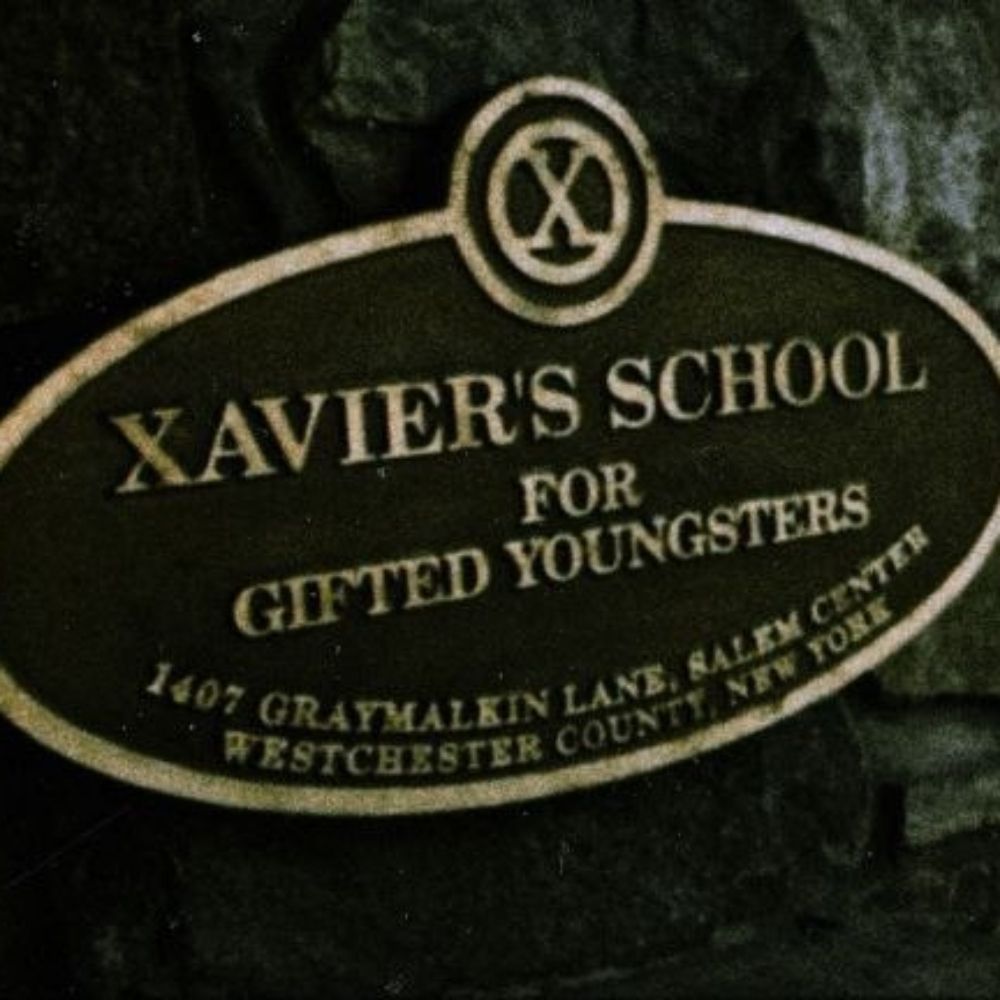 X
XAVIER'S SCHOOL
FOR
GIFTED YOUNGSTERS
1407 GRAYMALKIN LANE, SALEM CENTER
WESTCHESTER COUNTY, NEW YORK